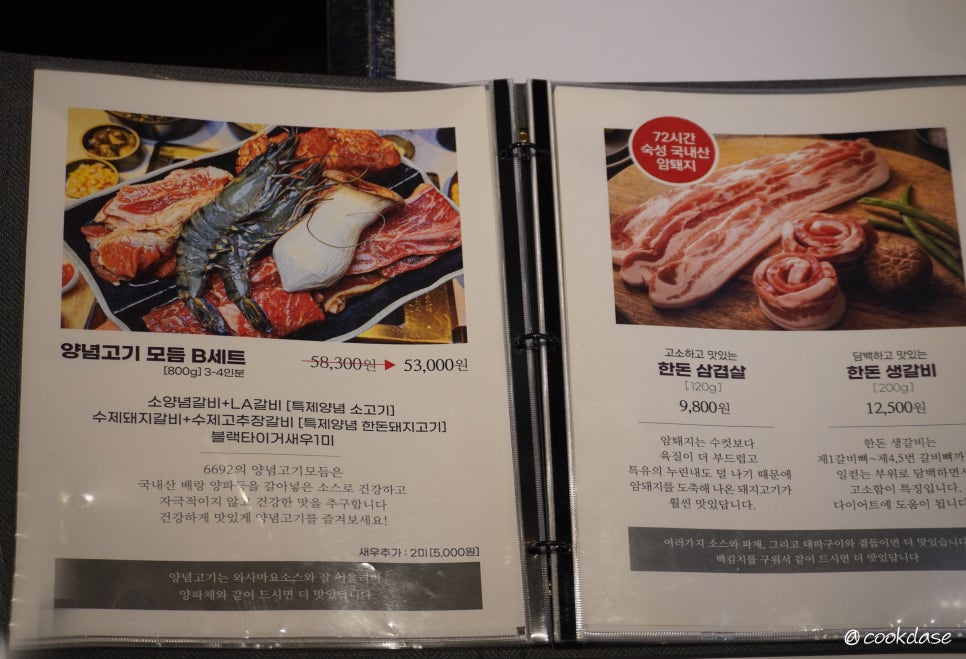 양념고기 모듬 B세트
[800g] 3-4인분
58,300원 ▶ 53,000원
소양념갈비+LA갈비 [특제양념 소고기]
수제돼지갈비+수제고추장갈비 [특제양념 한돈돼지고기]
블랙타이거새우1미
6692의 양념고기모듬은
국내산 배랑 양파등을 갈아넣은 소스로 건강하고
자극적이지 않고 건강한 맛을 추구합니다
건강하게 맛있게 양념고기를 즐겨보세요!
새우추가 : 2미[5,000원]
양념고기는 와사마요소스와 잘 어울리며
양파채와 같이 드시면 더 맛있답니다
72시간
숙성 국내산
암퇘지
고소하고 맛있는
한돈 삼겹살
[120g]
9,800원
암퇘지는 수컷보다
육질이 더 부드럽고
특유의 누린내도 덜 나기 때문에
암퇘지를 도축해 나온 돼지고기가
훨씬 맛있답니다.
담백하고 맛있는
한돈 생갈비
[200g]
12,500원
한돈 생갈비는
제1갈비뼈~제4,5번 갈비뼈까
일컫는 부위로 담백하면서
고소함이 특징입니다.
다이어트에 도움이 됩니다
여러가지 소스와 파채, 그리고 대파구이와 곁들이면 더 맛있습니다
백김치를 구워서 같이 드시면 더 맛있답니다
@cookdase